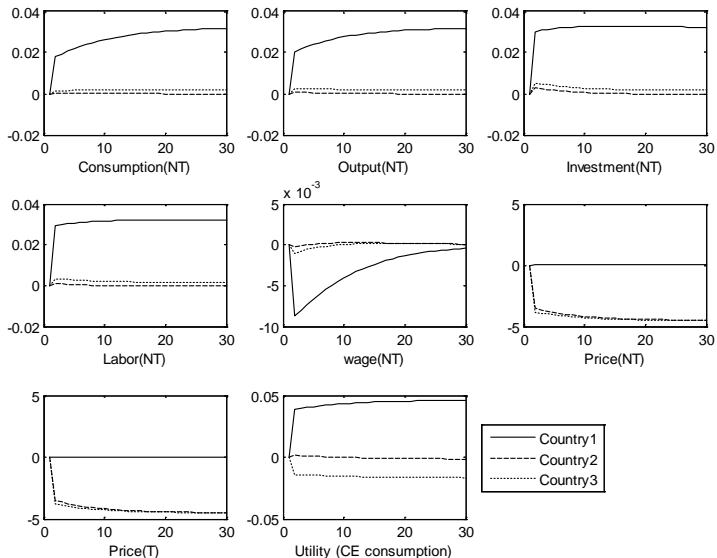 0.04
0.02
0
-0.02
0 10 20 30
Consumption(NT)
0.04
0.02
0
-0.02
0 10 20 30
Output(NT)
0.04
0.02
0
-0.02
0 10 20 30
Investment(NT)
0.04
0.02
0
-0.02
0 10 20 30
Labor(NT)
x 10^-3
5
0
-5
-10
0 10 20 30
wage(NT)
5
0
-5
0 10 20 30
Price(NT)
5
0
-5
0 10 20 30
Price(T)
0.05
0
-0.05
0 10 20 30
Utility (CE consumption)
Country1
Country2
Country3